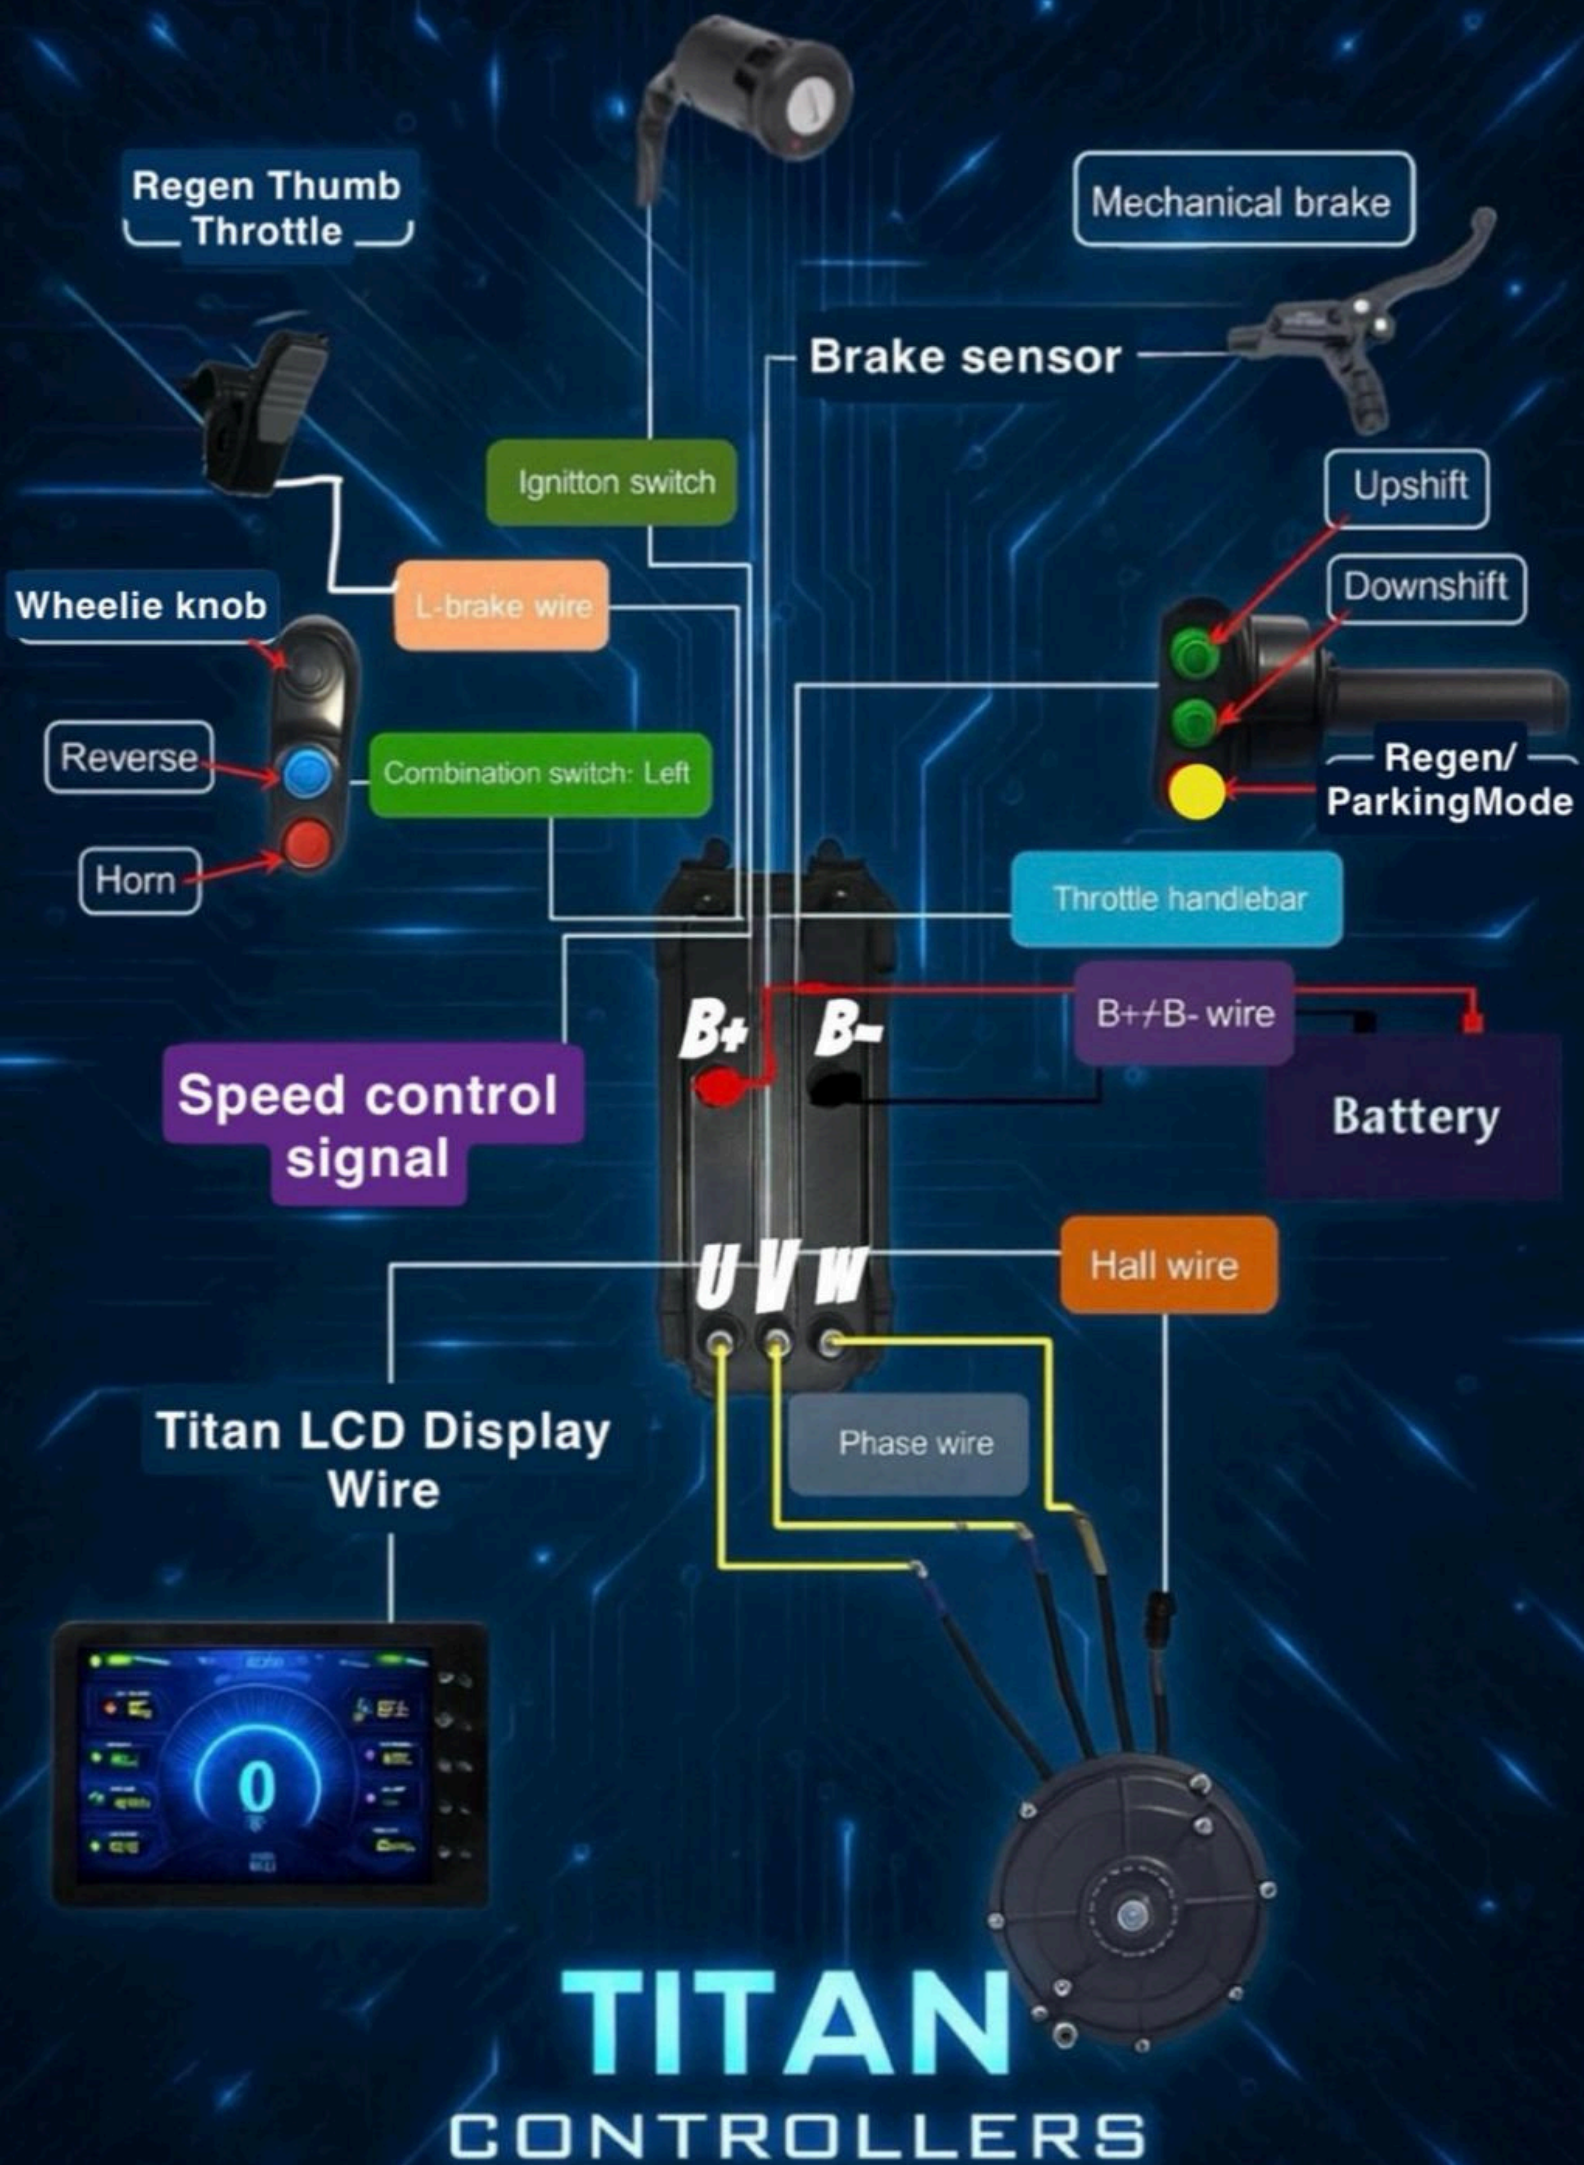 Regen Thumb
Throttle
Mechanical brake
Brake sensor
Ignitton switch
Upshift
Downshift
L-brake wire
Wheelie knob
Reverse
Combination switch: Left
Horn
Regen/
ParkingMode
Throttle handlebar
B+
B-
B+/B- wire
Speed control
signal
Battery
U V W
Hall wire
Titan LCD Display
Wire
Phase wire
0
TITAN
CONTROLLERS